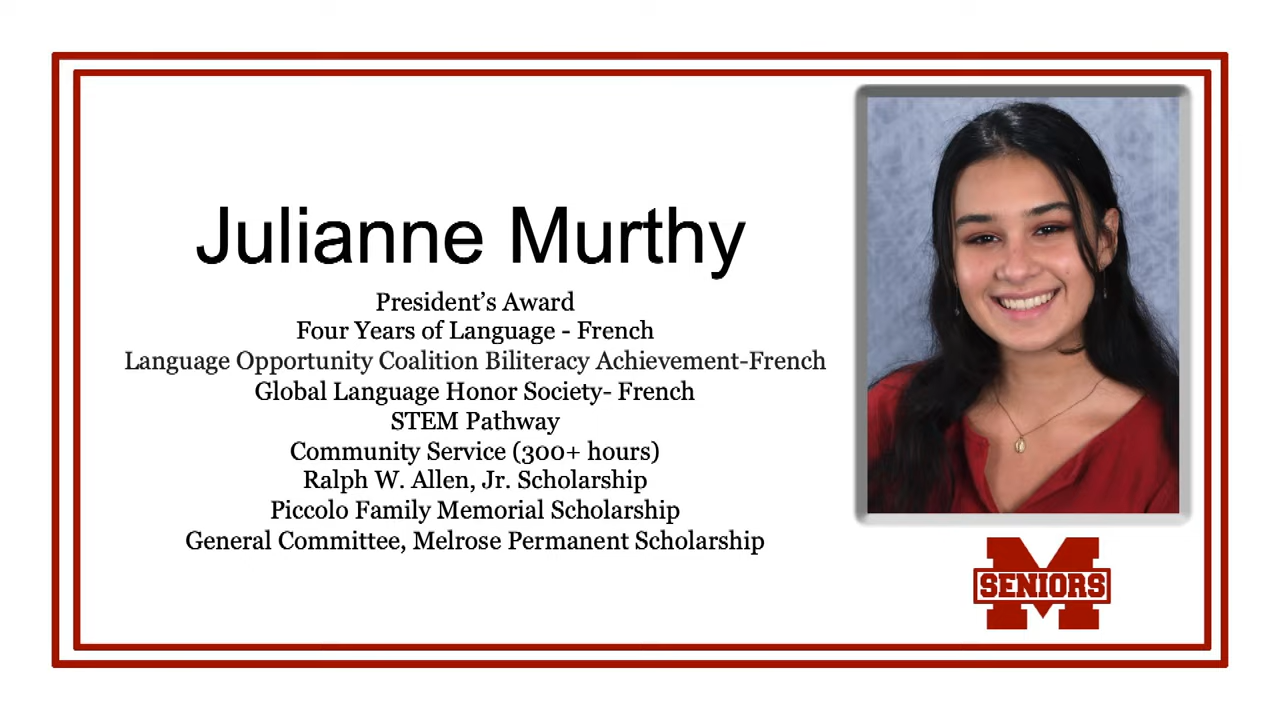 Julianne Murthy
President’s Award
Four Years of Language - French
Language Opportunity Coalition Biliteracy Achievement-French
Global Language Honor Society- French
STEM Pathway
Community Service (300+ hours)
Ralph W. Allen, Jr. Scholarship
Piccolo Family Memorial Scholarship
General Committee, Melrose Permanent Scholarship
M
SENIORS